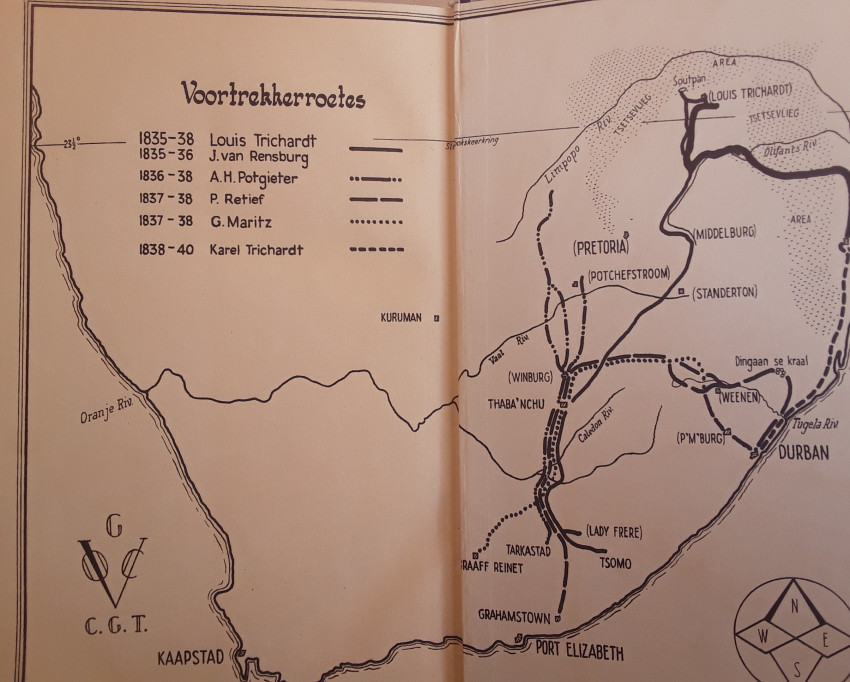 Voortrekkerroetes
23½°
1835-38 Louis Trichardt
1835-36 J.van Rensburg
1836-38 A.H.Potgieter
1837-38 P. Retief
1837-38 G.Maritz
1838-40 Karel Trichardt
KURUMAN
Oranje Riv.
G
V
O
C
C.G.T.
KAAPSTAD
AREA
Soutpan
(LOUIS TRICHARDT)
TSETSEVLIEG
TSETSEVLIEG
Steenbokskeerkring
Limpopo Riv
Olifants Riv
AREA
(PRETORIA)
(MIDDELBURG)
(POTCHEFSTROOM)
(STANDERTON)
Vaal Riv
Dingaan se kraal
(WINBURG)
(WEENEN)
THABA'NCHU
Caledon Riv.
Tugela Riv
(P'M'BURG)
DURBAN
(LADY FRERE)
TARKASTAD
TSOMO
RAAFF REINET
GRAHAMSTOWN
PORT ELIZABETH
N
W E
S